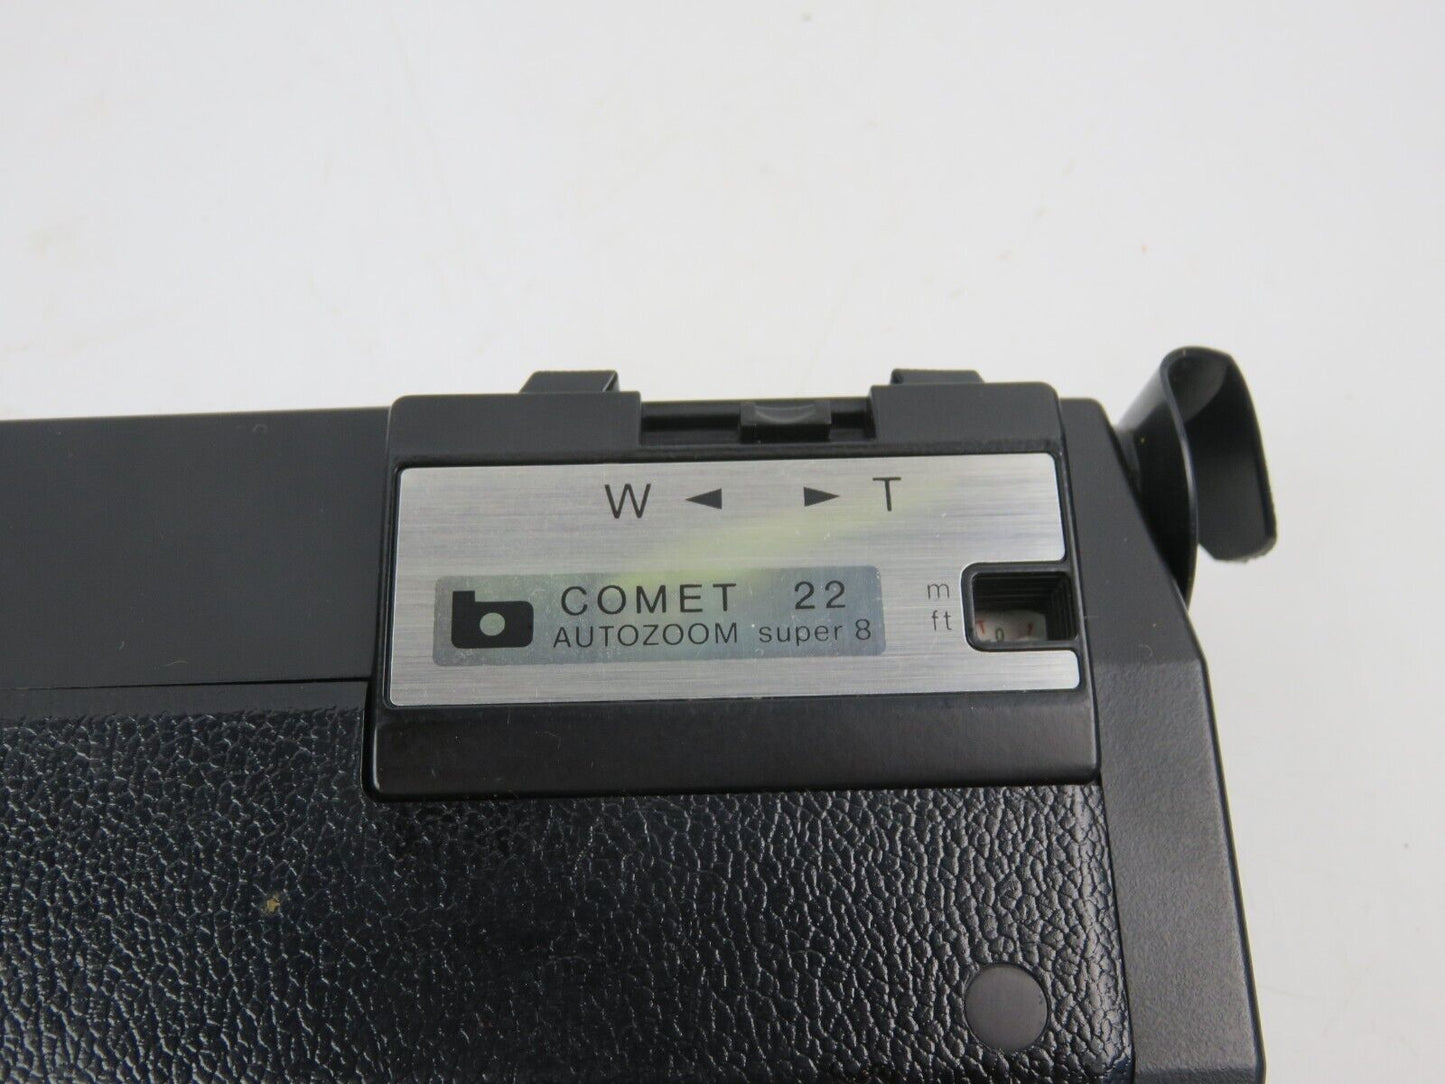 W ◄ ► T
COMET 22
AUTOZOOM super 8
m
ft